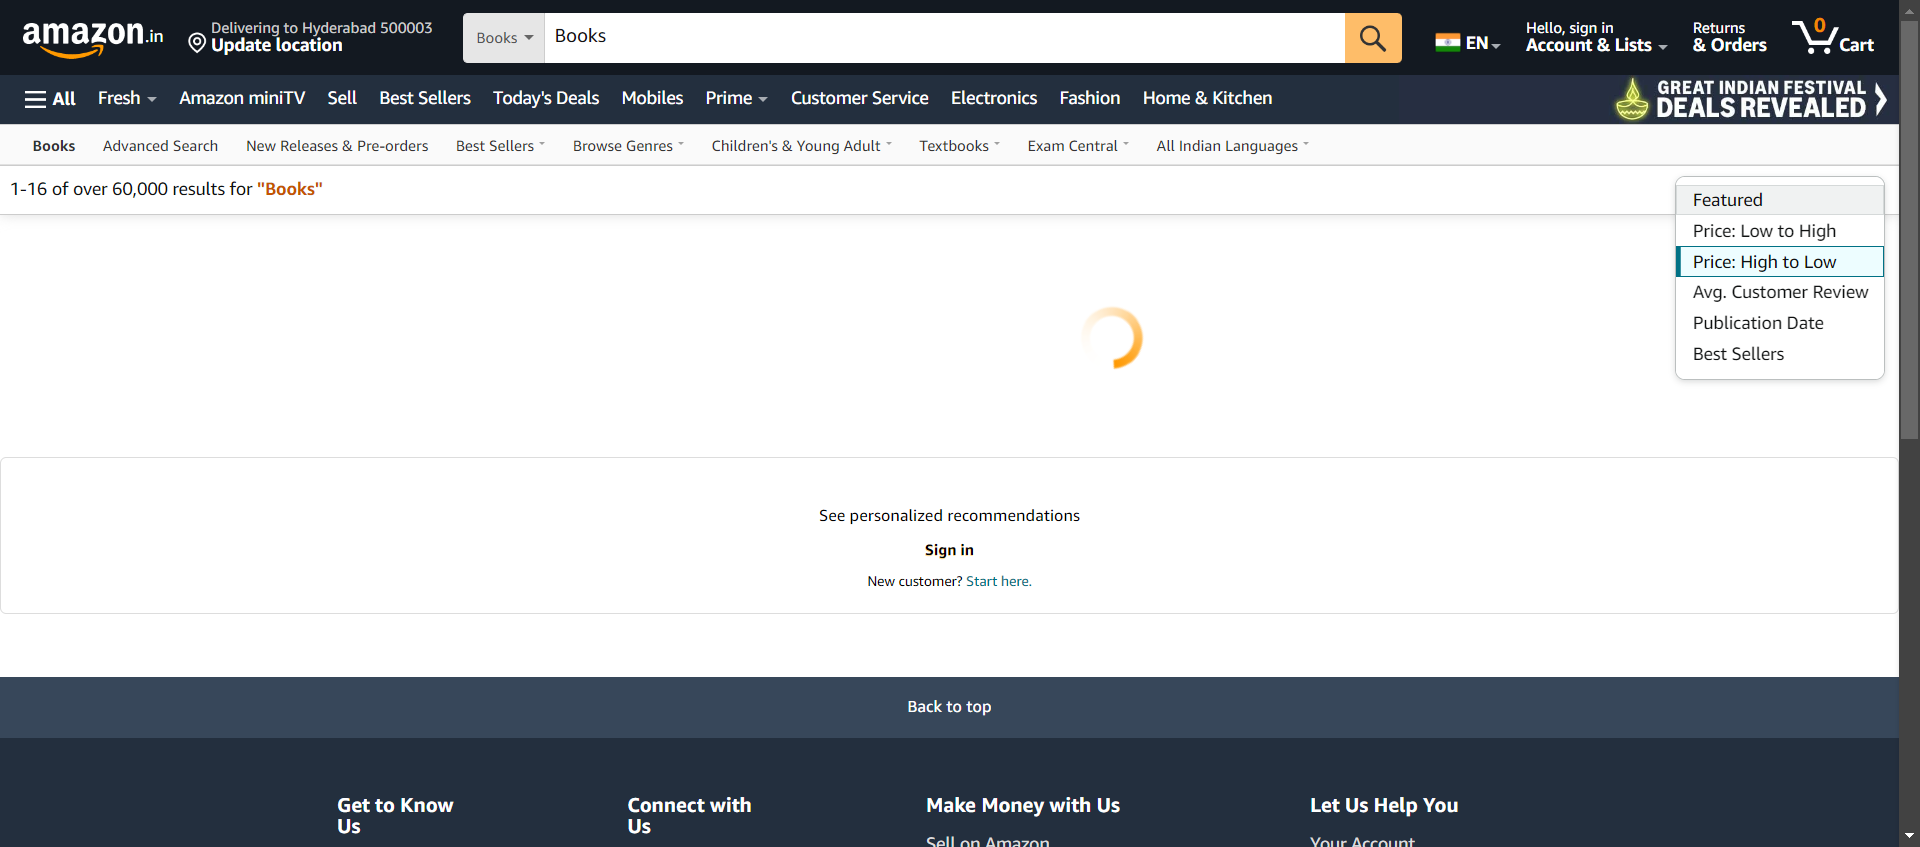 amazon.in
Delivering to Hyderabad 500003
Update location
Books
Books
EN
Hello, sign in
Account & Lists
Returns
& Orders
0
Cart
All
Fresh
Amazon miniTV
Sell
Best Sellers
Today's Deals
Mobiles
Prime
Customer Service
Electronics
Fashion
Home & Kitchen
GREAT INDIAN FESTIVAL
DEALS REVEALED
Books
Advanced Search
New Releases & Pre-orders
Best Sellers
Browse Genres
Children's & Young Adult
Textbooks
Exam Central
All Indian Languages
1-16 of over 60,000 results for "Books"
Featured
Price: Low to High
Price: High to Low
Avg. Customer Review
Publication Date
Best Sellers
See personalized recommendations
Sign in
New customer? Start here.
Back to top
Get to Know
Us
Connect with
Us
Make Money with Us
Sell on Amazon
Let Us Help You
Your Account